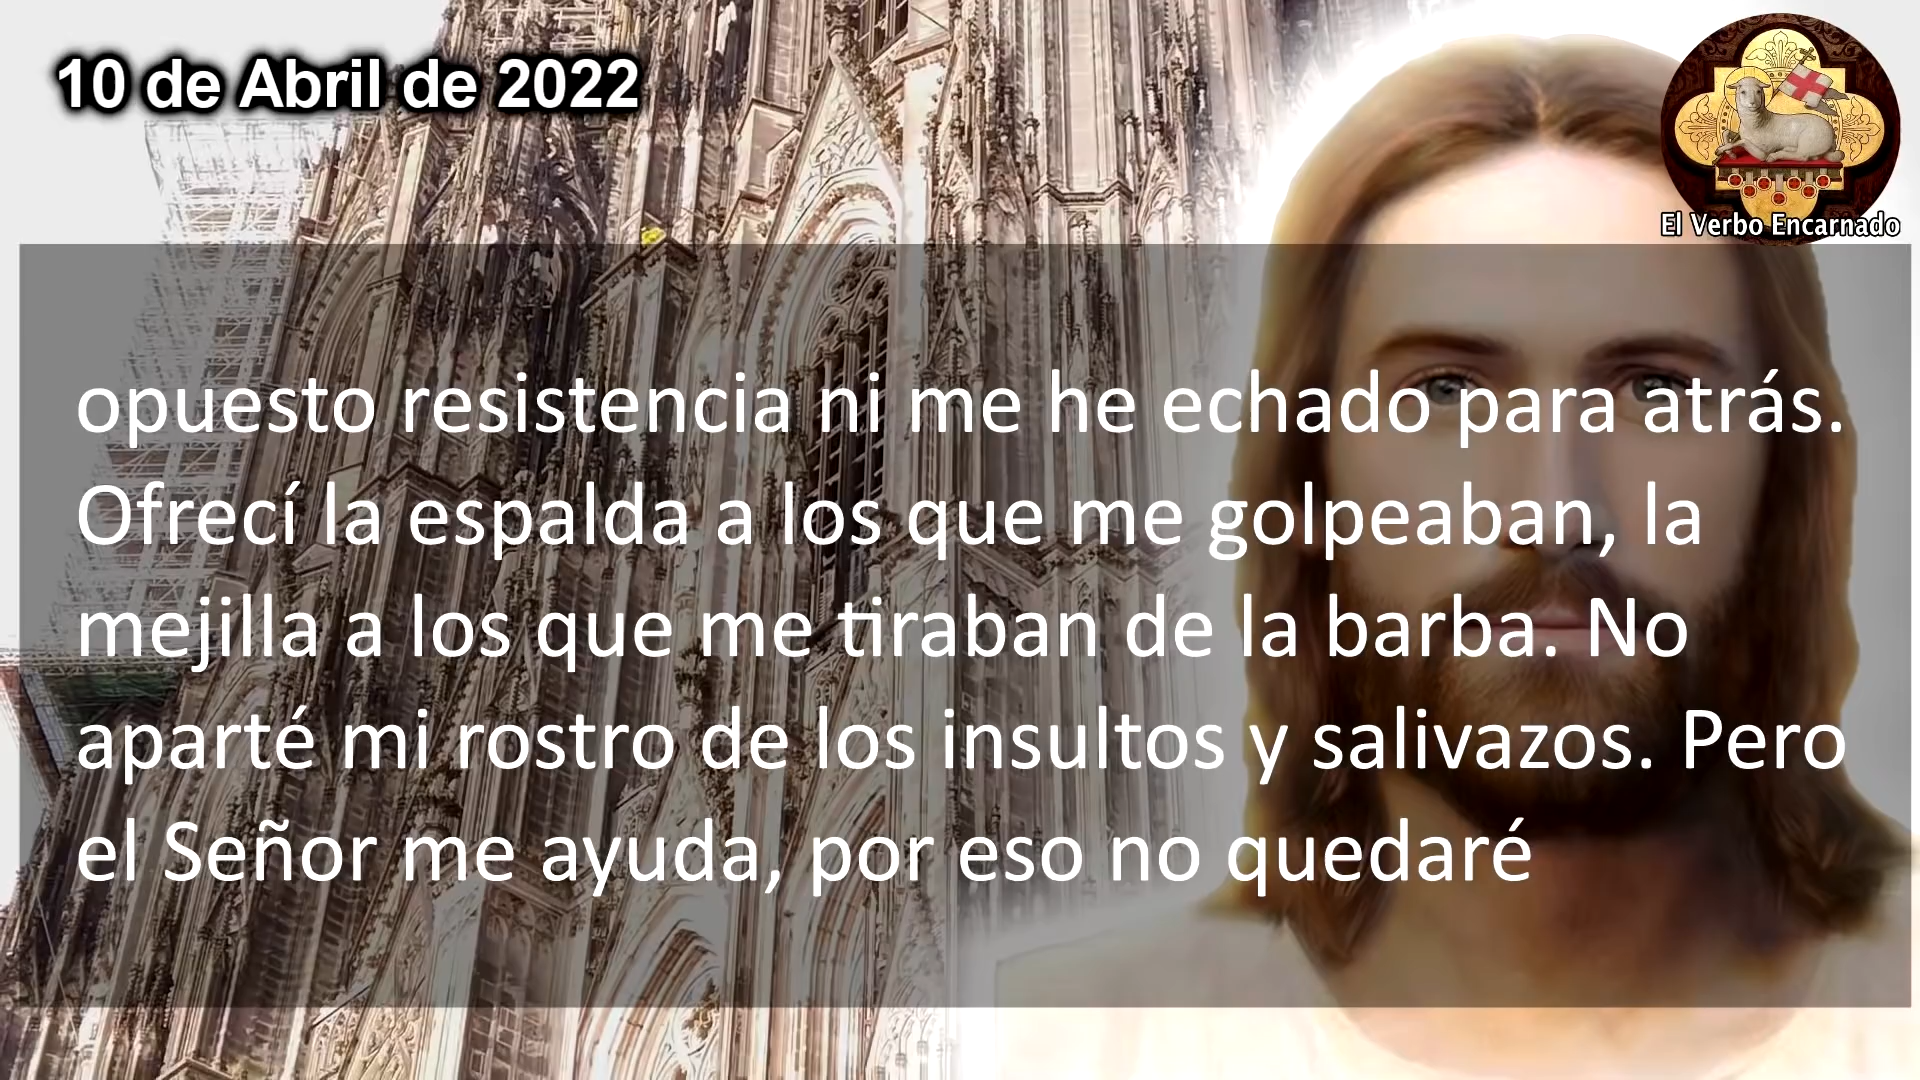 10 de Abril de 2022
El Verbo Encarnado
opuesto resistencia ni me he echado para atrás.
Ofrecí la espalda a los que me golpeaban, la
mejilla a los que me tiraban de la barba. No
aparté mi rostro de los insultos y salivazos. Pero
el Señor me ayuda, por eso no quedaré